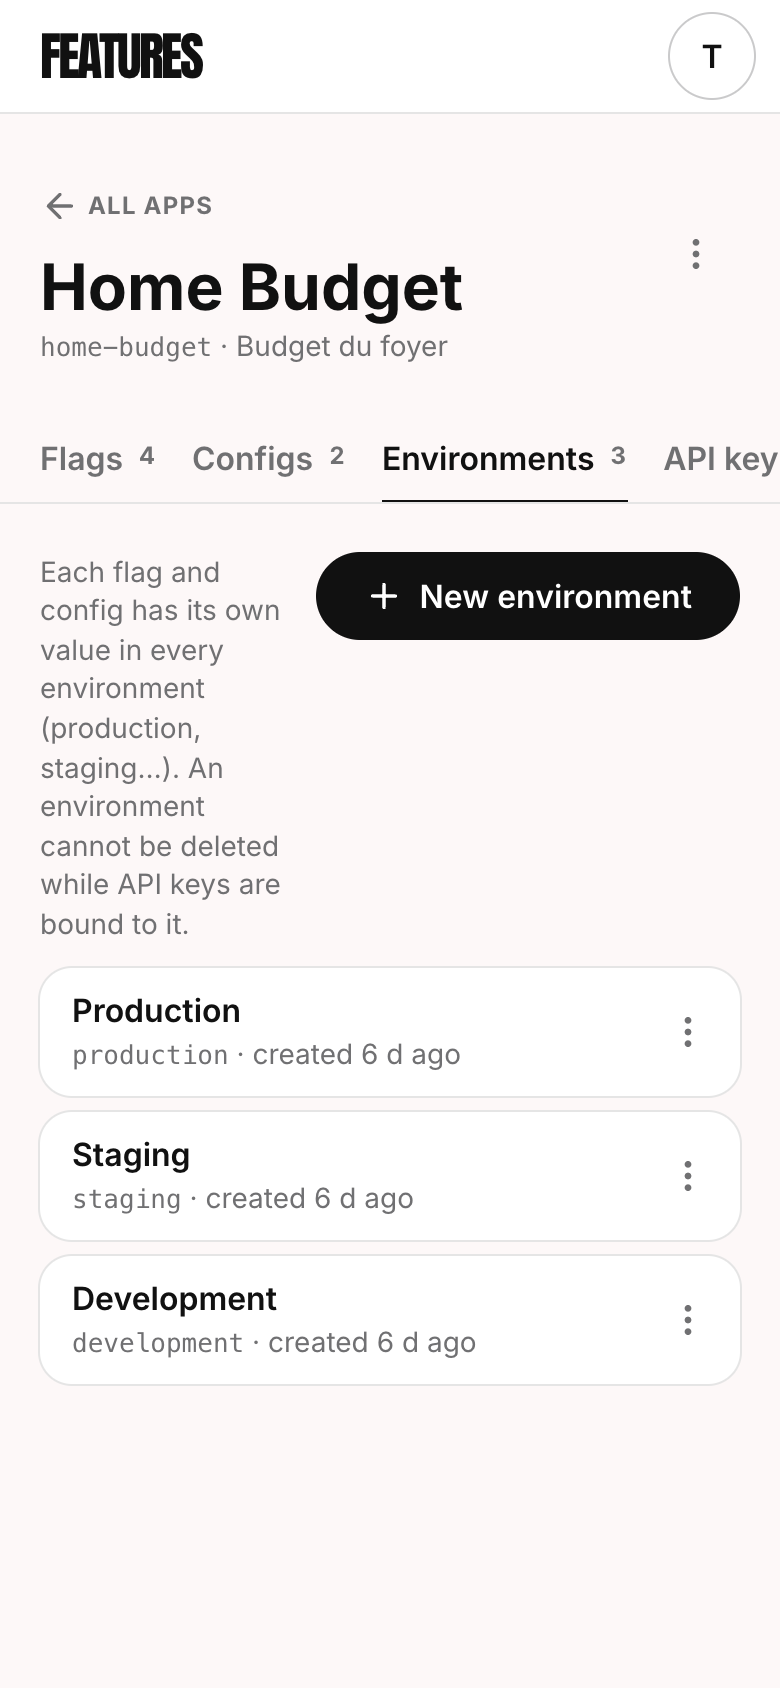 FEATURES
T
ALL APPS
Home Budget
home-budget · Budget du foyer
Flags 4 Configs 2 Environments 3 API key
Each flag and
config has its own
value in every
environment
(production,
staging...). An
environment
cannot be deleted
while API keys are
bound to it.
+ New environment
Production
production · created 6 d ago
Staging
staging · created 6 d ago
Development
development · created 6 d ago